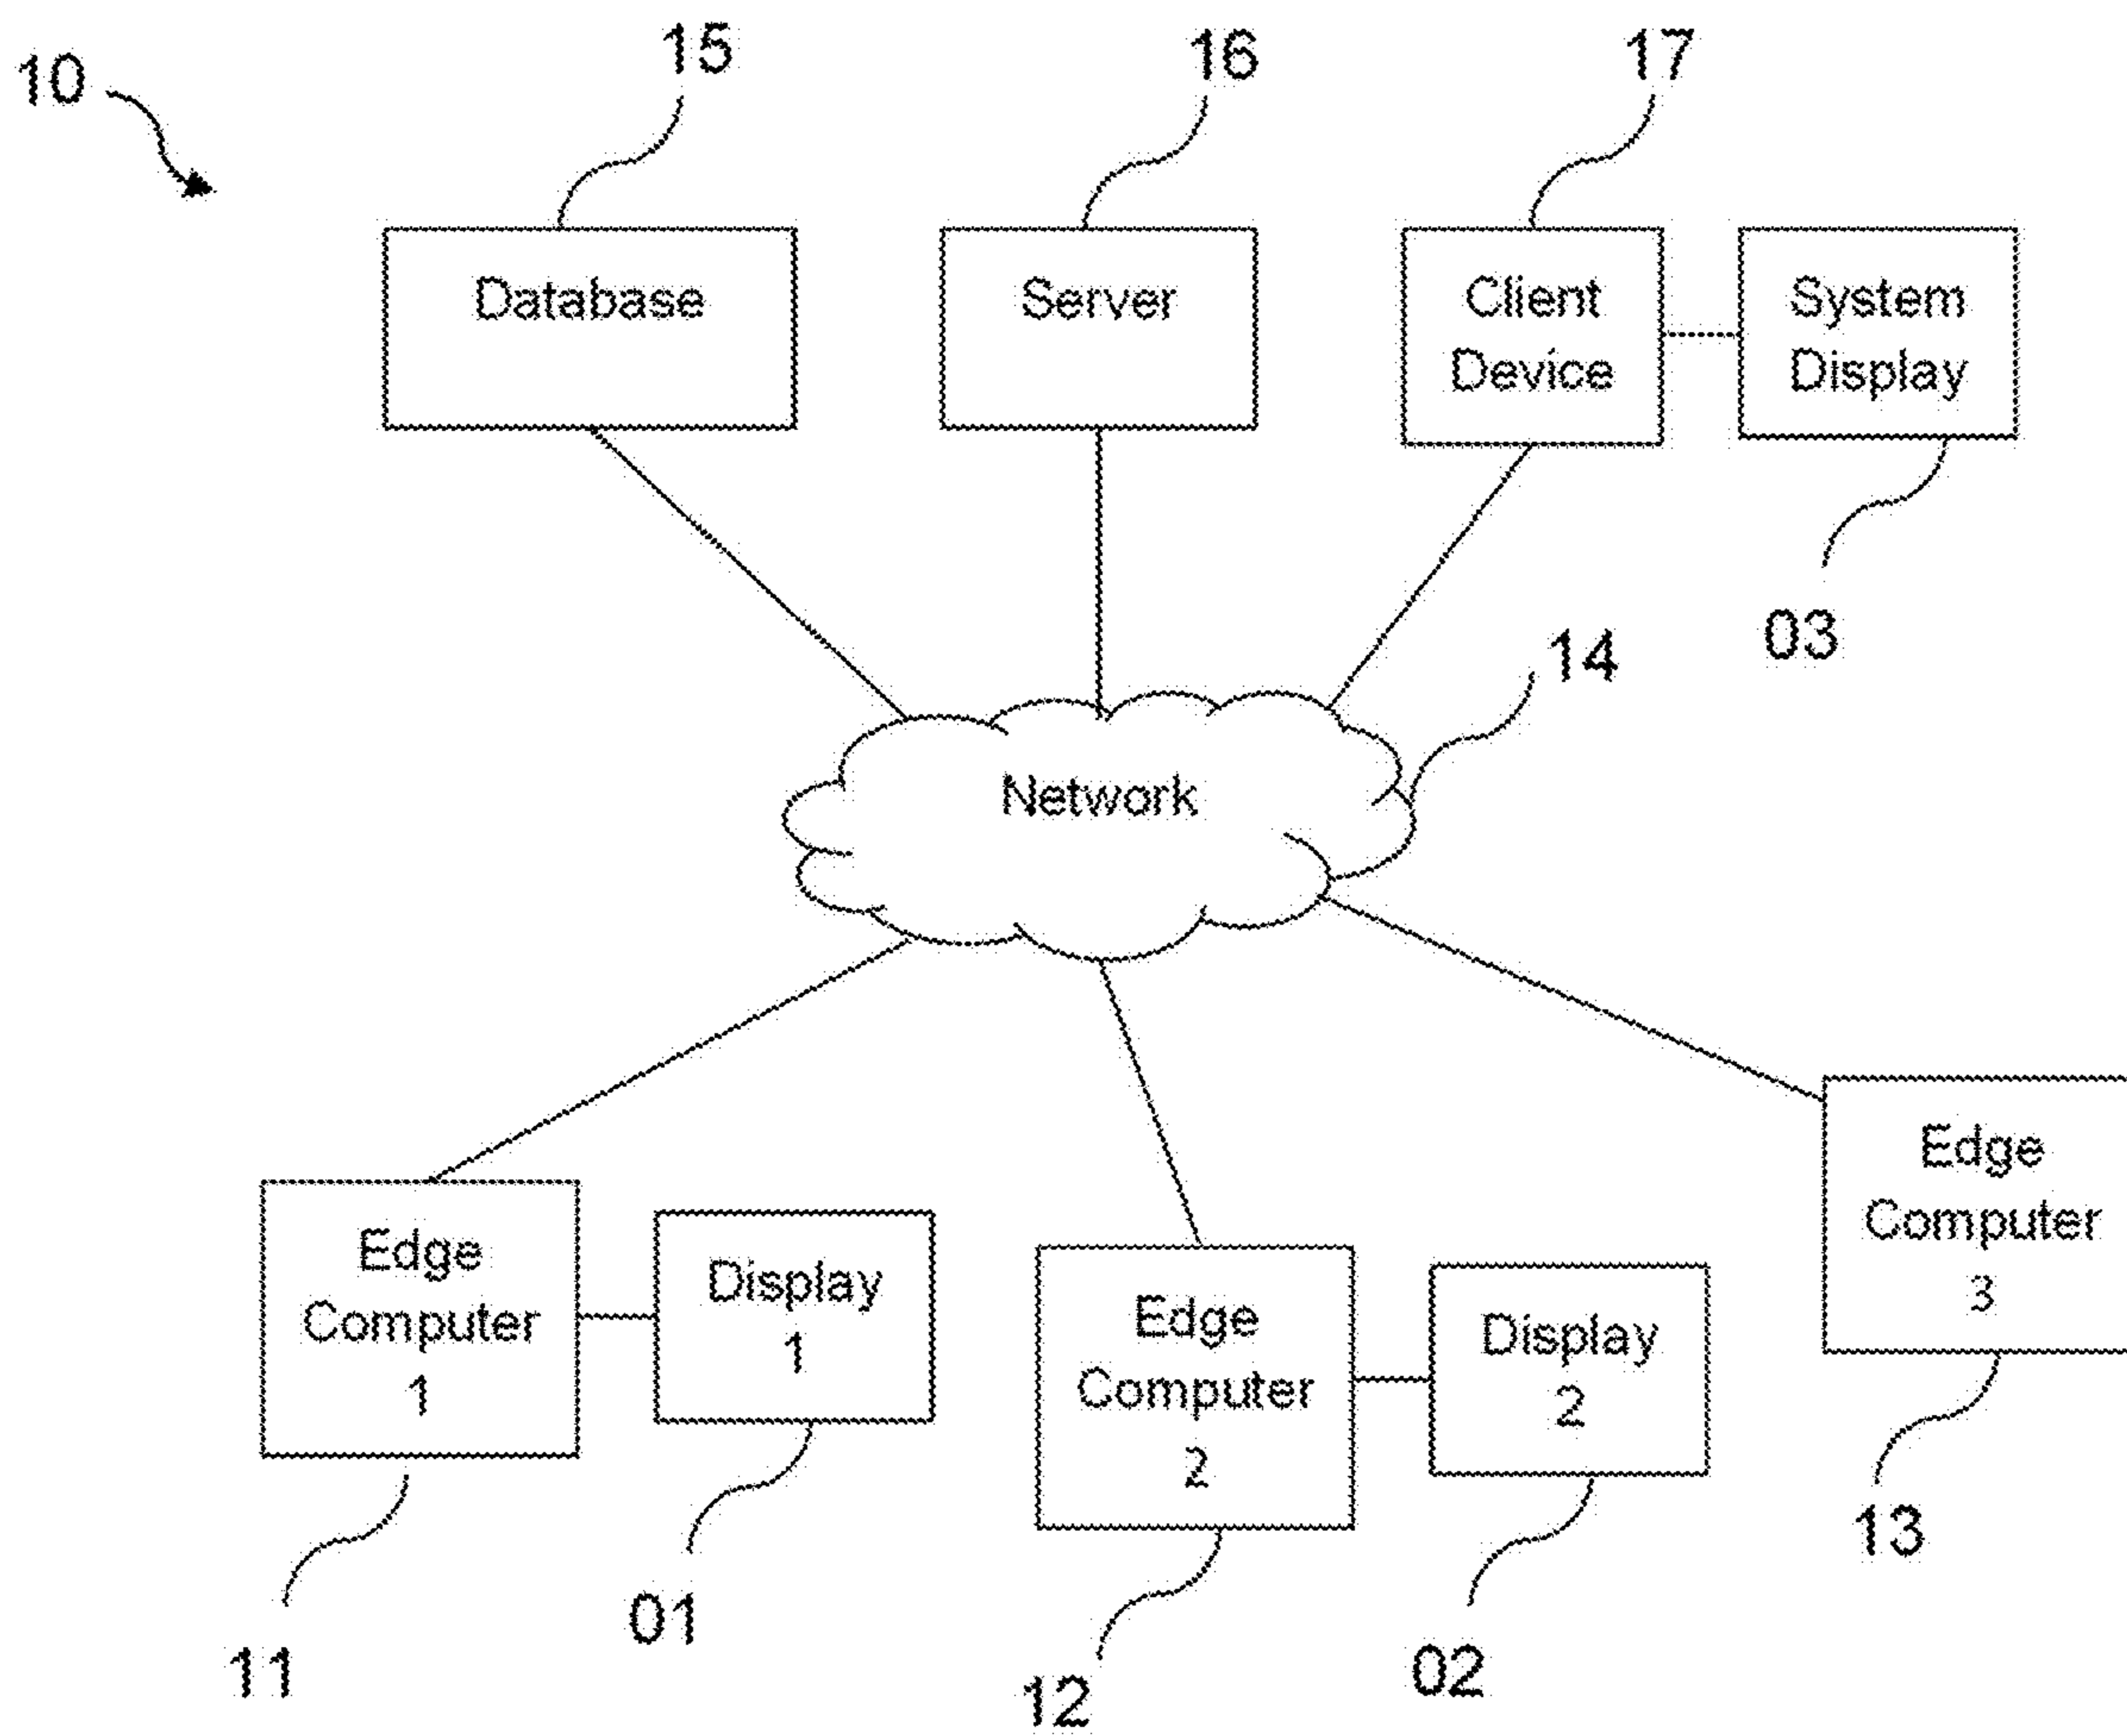 10
15
16
17
Database
Server
Client
Device
System
Display
03
14
Network
Edge
Computer
1
Display
1
Edge
Computer
2
Display
2
Edge
Computer
3
11
01
12
02
13